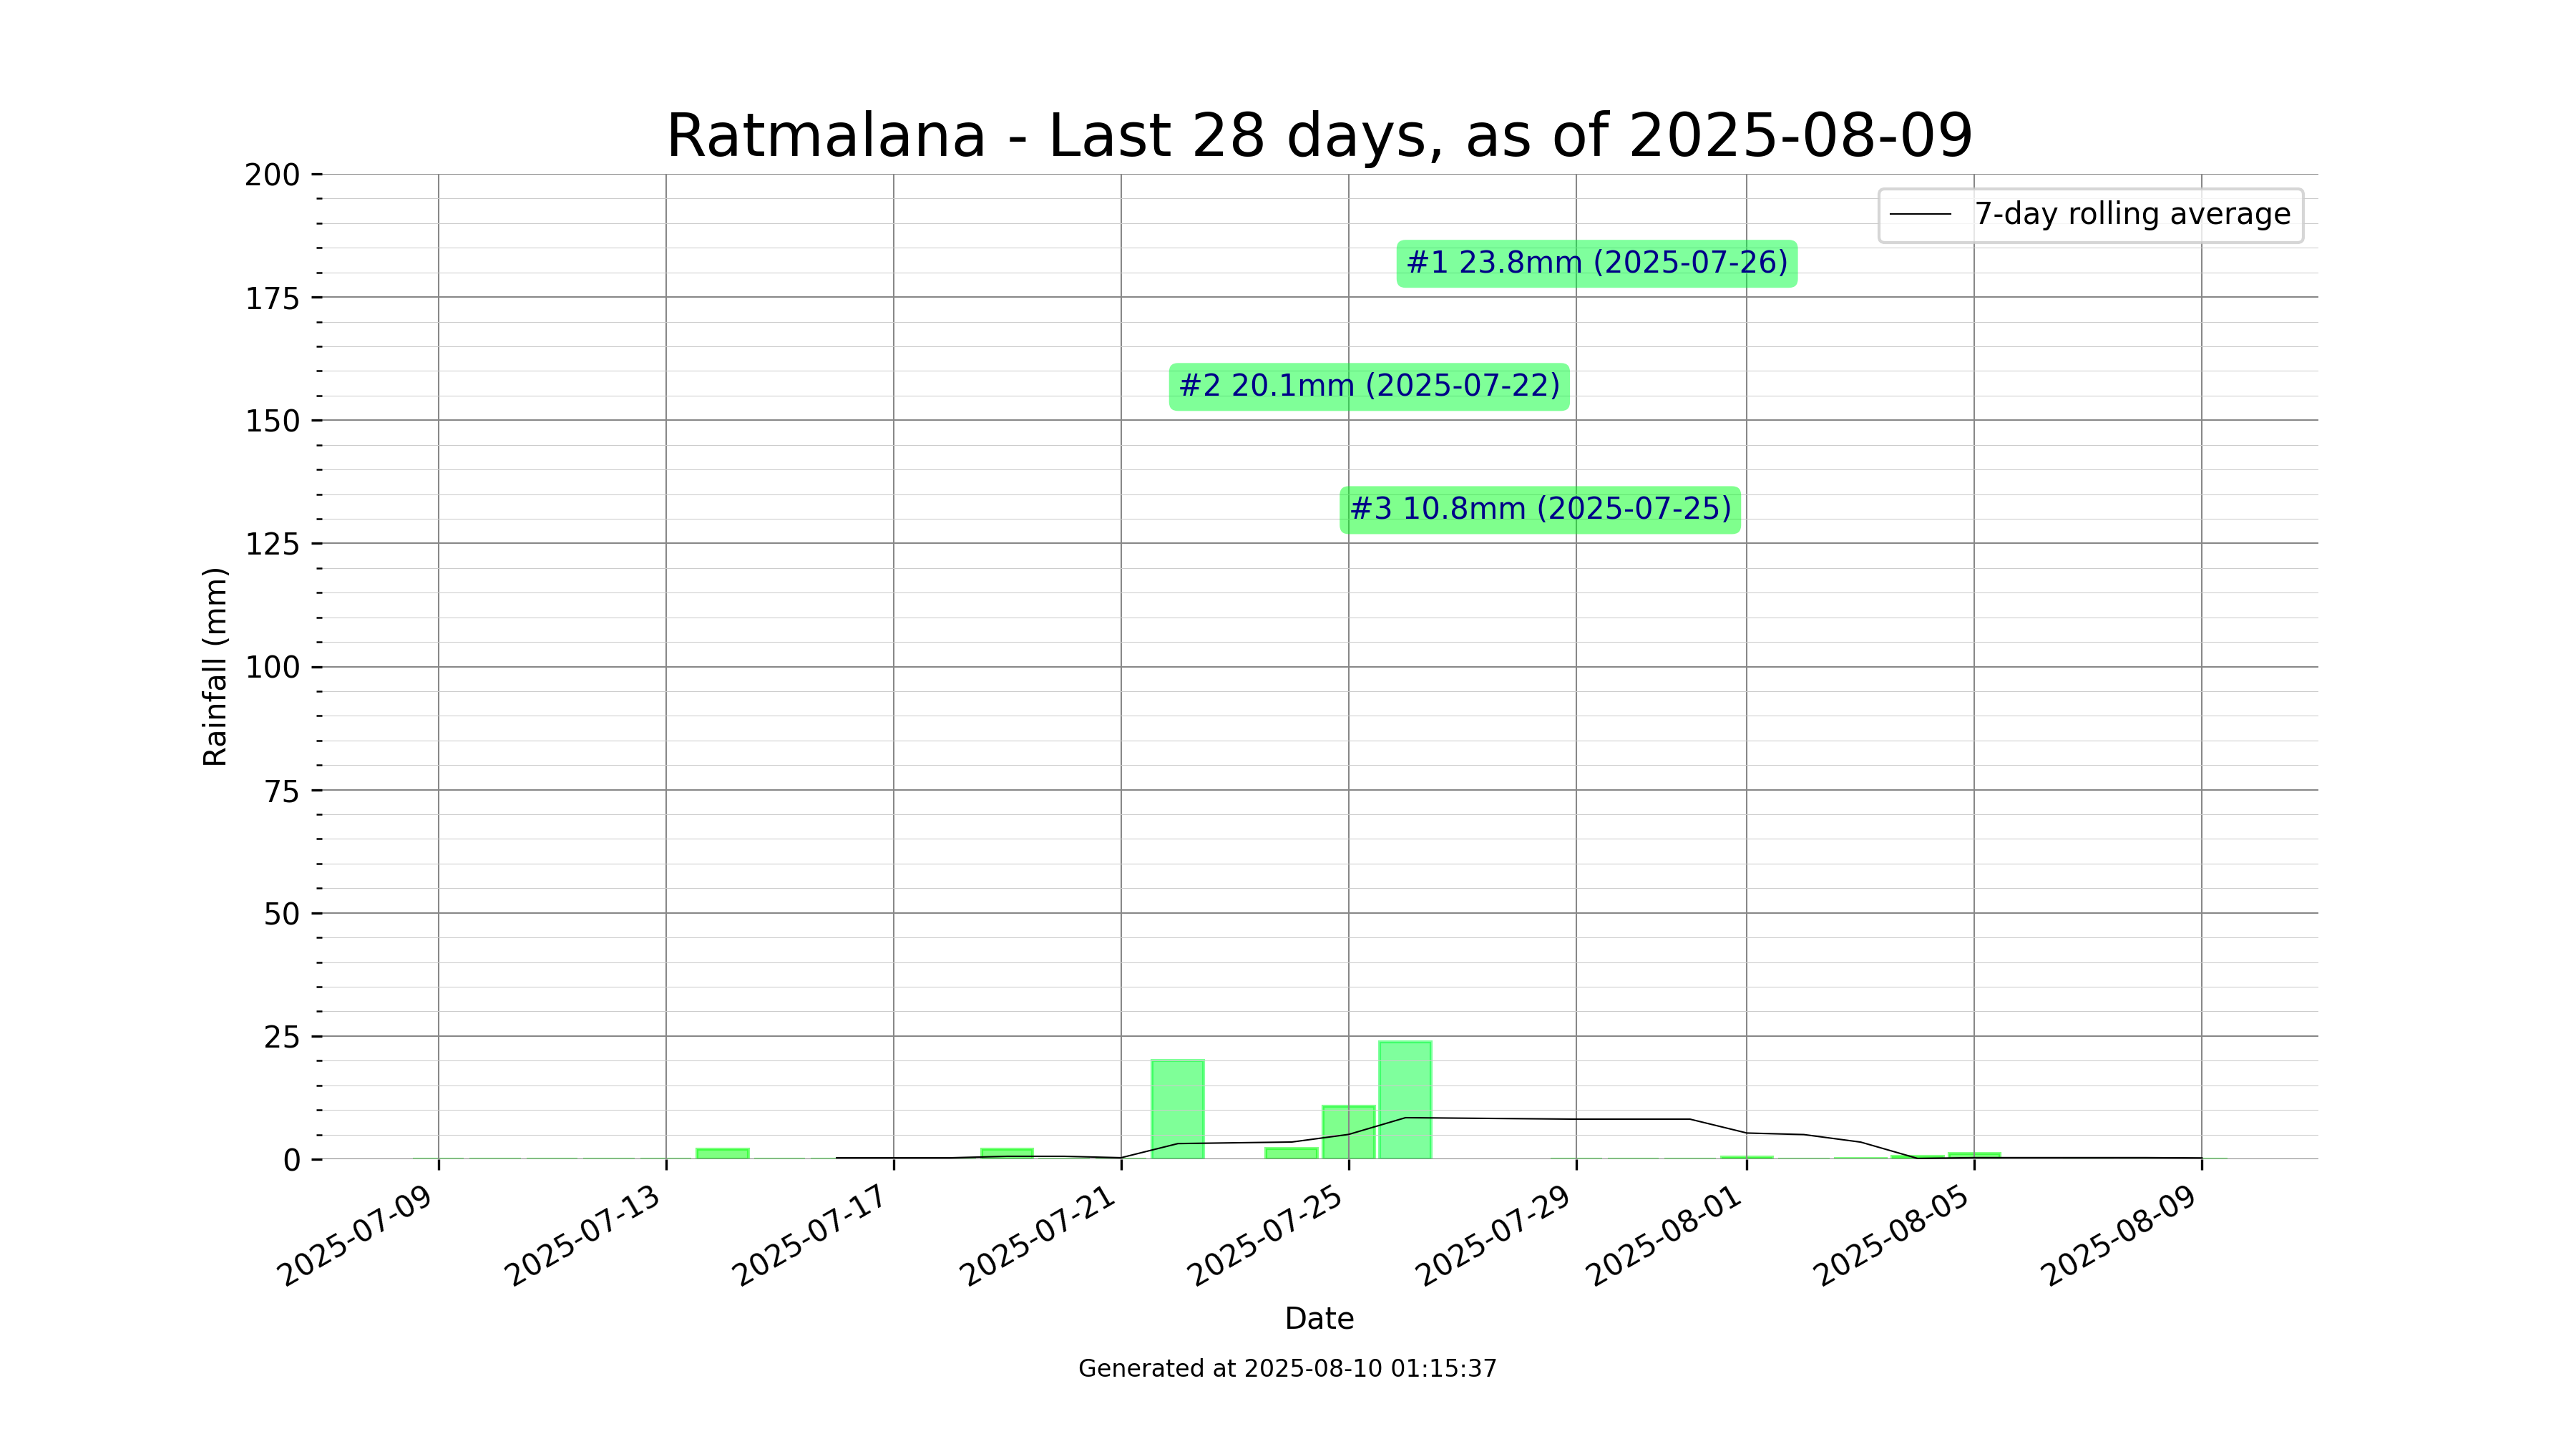 Ratmalana - Last 28 days, as of 2025-08-09
7-day rolling average
#1 23.8mm (2025-07-26)
#2 20.1mm (2025-07-22)
#3 10.8mm (2025-07-25)
Rainfall (mm)
200
175
150
125
100
75
50
25
0
2025-07-09
2025-07-13
2025-07-17
2025-07-21
2025-07-25
2025-07-29
2025-08-01
2025-08-05
2025-08-09
Date
Generated at 2025-08-10 01:15:37